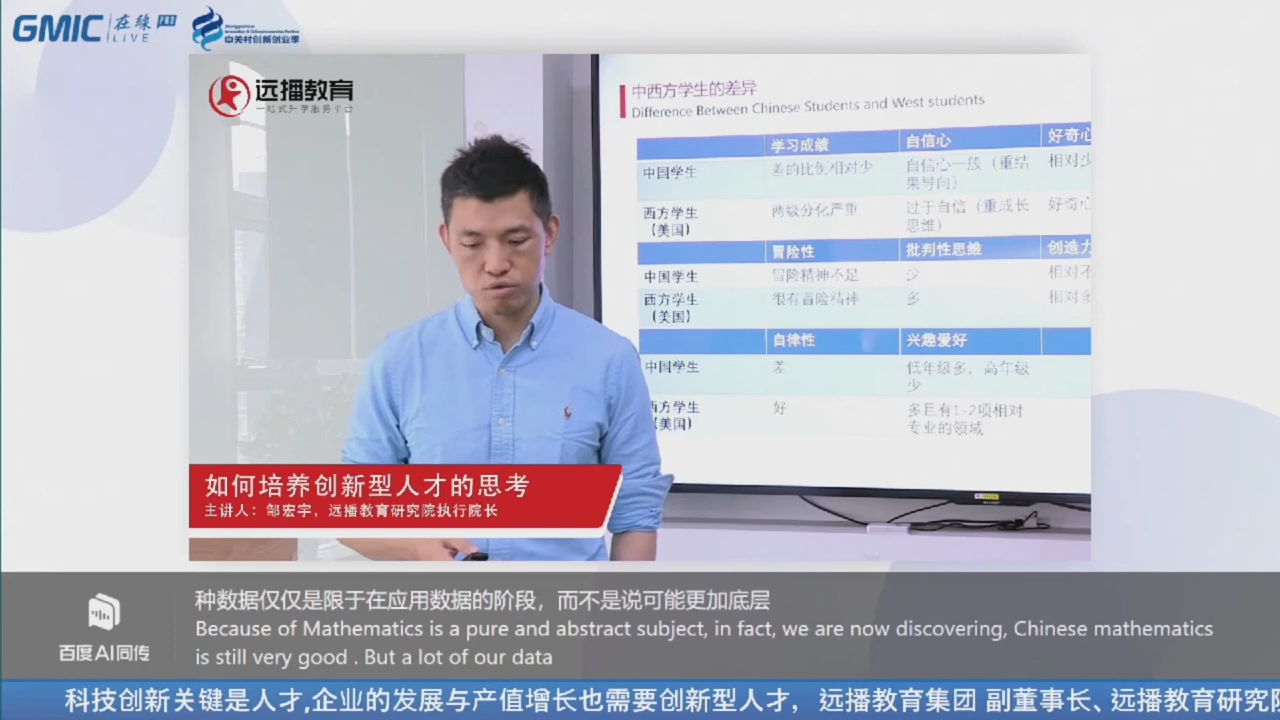 GMIC
在線
LIVE
中关村创新创业季
远播教育
一站式升学服务平台
中西方学生的差异
Difference Between Chinese Students and West students
学习成绩 自信心 好奇心
中国学生 差的比例相对少 自信心一般（重结果导向） 相对少
西方学生（美国） 两级分化严重 过于自信（重成长思维） 好奇心
冒险性 批判性思维 创造力
中国学生 冒险精神不足 少 相对不
西方学生（美国） 很有冒险精神 多 相对多
自律性 兴趣爱好
中国学生 差 低年级多，高年级少
西方学生（美国） 好 多且有1-2项相对专业的领域
如何培养创新型人才的思考
主讲人：邹宏宇，远播教育研究院执行院长
百度AI同传
种数据仅仅是限于在应用数据的阶段，而不是说可能更加底层
Because of Mathematics is a pure and abstract subject, in fact, we are now discovering, Chinese mathematics
is still very good . But a lot of our data
科技创新关键是人才,企业的发展与产值增长也需要创新型人才，远播教育集团 副董事长、远播教育研究院